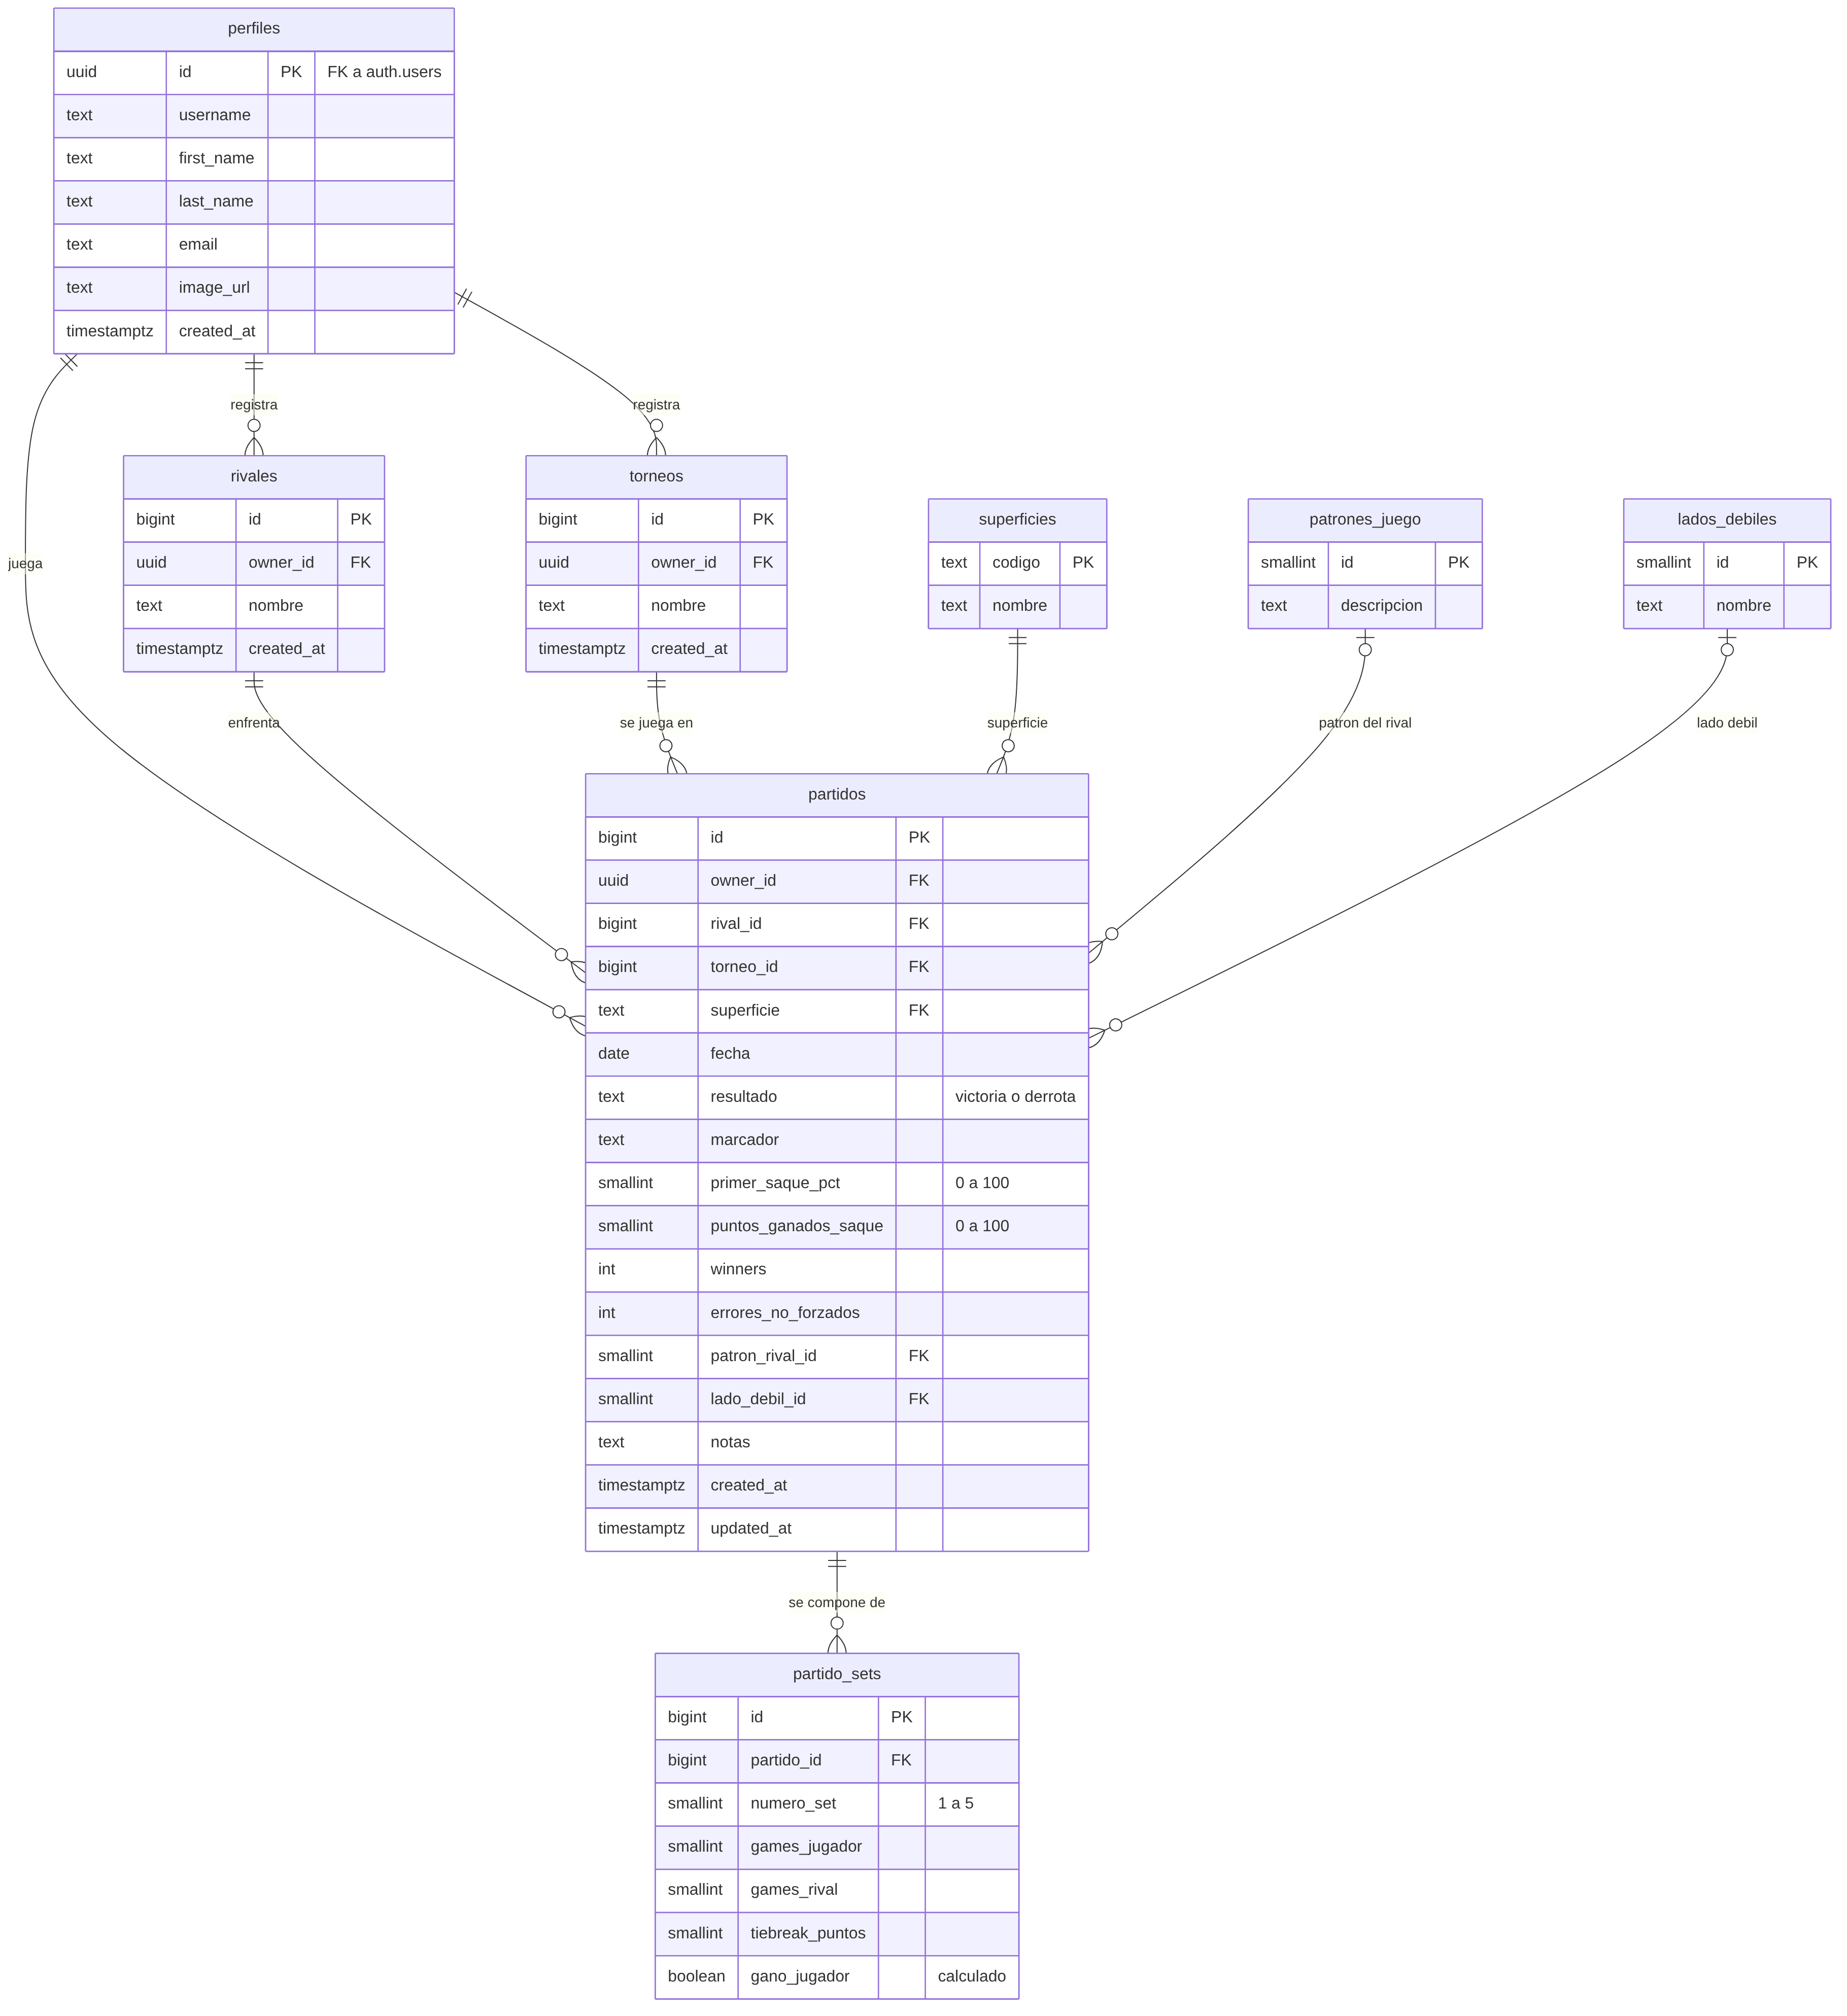 perfiles
uuid id PK FK a auth.users
text username
text first_name
text last_name
text email
text image_url
timestamptz created_at
registra
registra
juega
rivales
bigint id PK
uuid owner_id FK
text nombre
timestamptz created_at
torneos
bigint id PK
uuid owner_id FK
text nombre
timestamptz created_at
superficies
text codigo PK
text nombre
patrones_juego
smallint id PK
text descripcion
lados_debiles
smallint id PK
text nombre
enfrenta
se juega en
superficie
patron del rival
lado debil
partidos
bigint id PK
uuid owner_id FK
bigint rival_id FK
bigint torneo_id FK
text superficie FK
date fecha
text resultado victoria o derrota
text marcador
smallint primer_saque_pct 0 a 100
smallint puntos_ganados_saque 0 a 100
int winners
int errores_no_forzados
smallint patron_rival_id FK
smallint lado_debil_id FK
text notas
timestamptz created_at
timestamptz updated_at
se compone de
partido_sets
bigint id PK
bigint partido_id FK
smallint numero_set 1 a 5
smallint games_jugador
smallint games_rival
smallint tiebreak_puntos
boolean gano_jugador calculado